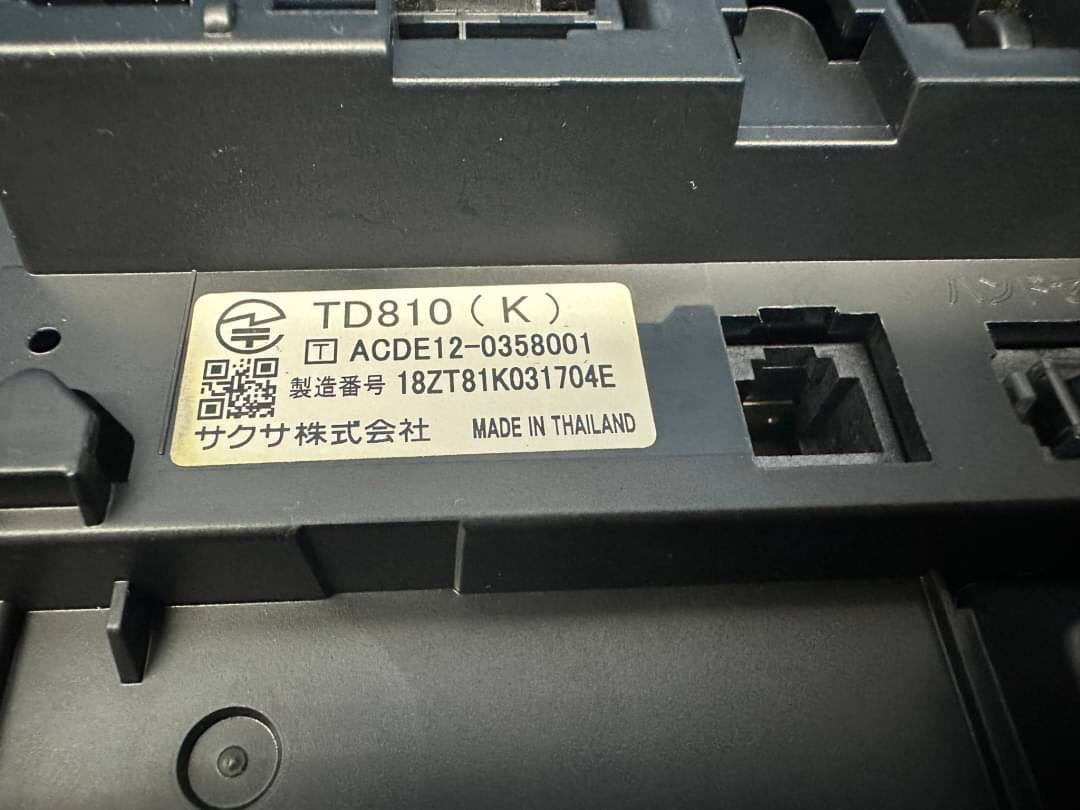 TD810 (K)
T ACDE12-0358001
製造番号 18ZT81K031704E
サクサ株式会社 MADE IN THAILAND